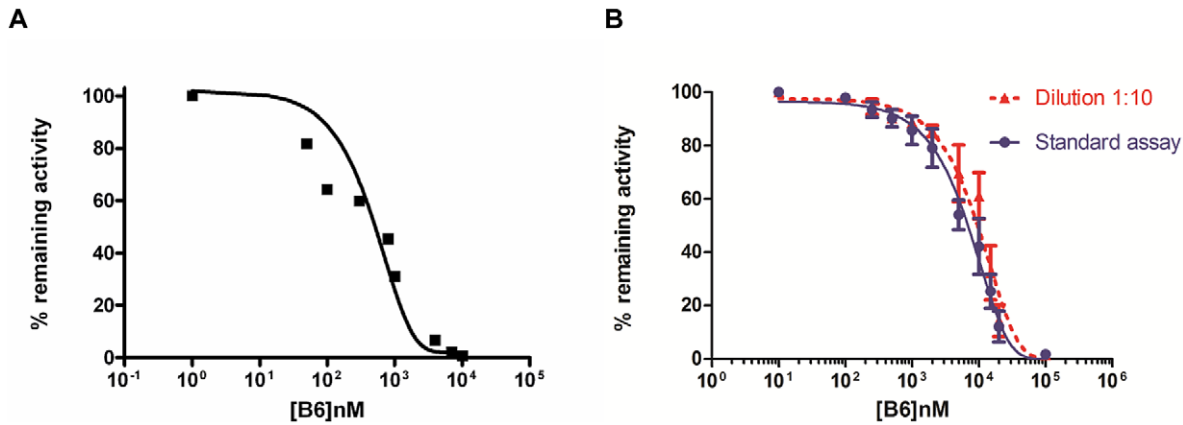 A
% remaining activity
100
80
60
40
20
0
10-1 100 101 102 103 104 105
[B6]nM
B
% remaining activity
100
80
60
40
20
0
100 101 102 103 104 105 106
[B6]nM
Dilution 1:10
Standard assay